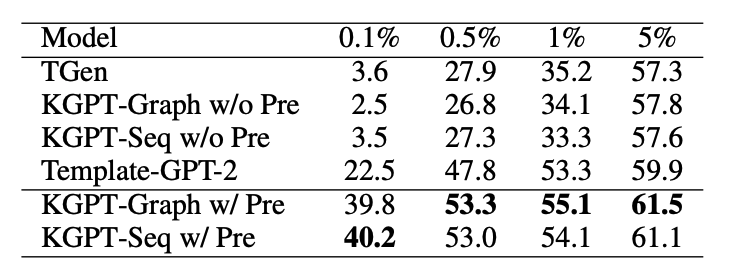 Model 0.1% 0.5% 1% 5%
TGen 3.6 27.9 35.2 57.3
KGPT-Graph w/o Pre 2.5 26.8 34.1 57.8
KGPT-Seq w/o Pre 3.5 27.3 33.3 57.6
Template-GPT-2 22.5 47.8 53.3 59.9
KGPT-Graph w/ Pre 39.8 53.3 55.1 61.5
KGPT-Seq w/ Pre 40.2 53.0 54.1 61.1